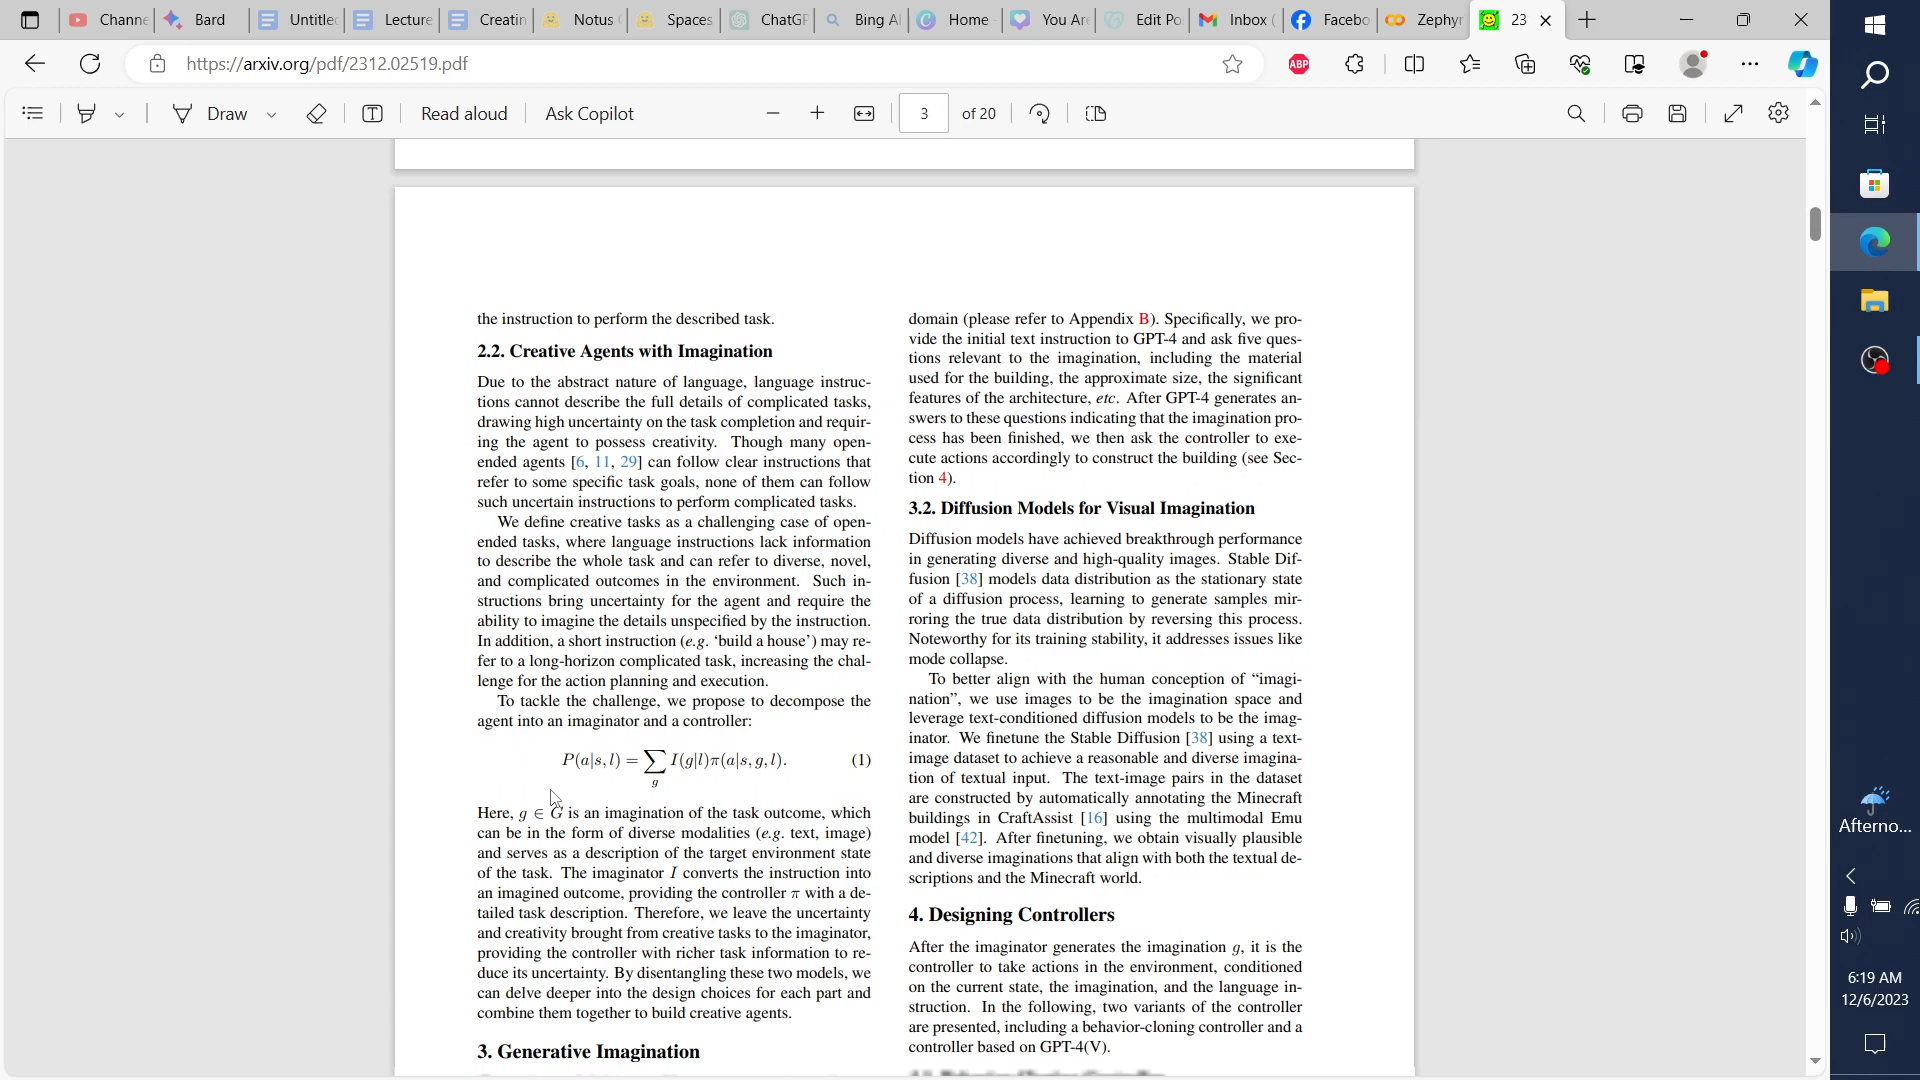 Channe
Bard
Untitled
Lecture
Creatin
Notus
Spaces
ChatGP
Bing AI
Home
You Are
Edit Po
Inbox (
Facebo
Zephyr
23
https://arxiv.org/pdf/2312.02519.pdf
ABP
Draw
Read aloud
Ask Copilot
3
of 20
the instruction to perform the described task.
2.2. Creative Agents with Imagination
Due to the abstract nature of language, language instruc-
tions cannot describe the full details of complicated tasks,
drawing high uncertainty on the task completion and requir-
ing the agent to possess creativity. Though many open-
ended agents [6, 11, 29] can follow clear instructions that
refer to some specific task goals, none of them can follow
such uncertain instructions to perform complicated tasks.
We define creative tasks as a challenging case of open-
ended tasks, where language instructions lack information
to describe the whole task and can refer to diverse, novel,
and complicated outcomes in the environment. Such in-
structions bring uncertainty for the agent and require the
ability to imagine the details unspecified by the instruction.
In addition, a short instruction (e.g. ‘build a house’) may re-
fer to a long-horizon complicated task, increasing the chal-
lenge for the action planning and execution.
To tackle the challenge, we propose to decompose the
agent into an imaginator and a controller:
P(a|s, l) = ∑ I(g|l)π(a|s, g, l). (1)
g
Here, g ∈ G is an imagination of the task outcome, which
can be in the form of diverse modalities (e.g. text, image)
and serves as a description of the target environment state
of the task. The imaginator I converts the instruction into
an imagined outcome, providing the controller π with a de-
tailed task description. Therefore, we leave the uncertainty
and creativity brought from creative tasks to the imaginator,
providing the controller with richer task information to re-
duce its uncertainty. By disentangling these two models, we
can delve deeper into the design choices for each part and
combine them together to build creative agents.
3. Generative Imagination
domain (please refer to Appendix B). Specifically, we pro-
vide the initial text instruction to GPT-4 and ask five ques-
tions relevant to the imagination, including the material
used for the building, the approximate size, the significant
features of the architecture, etc. After GPT-4 generates an-
swers to these questions indicating that the imagination pro-
cess has been finished, we then ask the controller to exe-
cute actions accordingly to construct the building (see Sec-
tion 4).
3.2. Diffusion Models for Visual Imagination
Diffusion models have achieved breakthrough performance
in generating diverse and high-quality images. Stable Dif-
fusion [38] models data distribution as the stationary state
of a diffusion process, learning to generate samples mir-
roring the true data distribution by reversing this process.
Noteworthy for its training stability, it addresses issues like
mode collapse.
To better align with the human conception of “imagi-
nation”, we use images to be the imagination space and
leverage text-conditioned diffusion models to be the imag-
inator. We finetune the Stable Diffusion [38] using a text-
image dataset to achieve a reasonable and diverse imagina-
tion of textual input. The text-image pairs in the dataset
are constructed by automatically annotating the Minecraft
buildings in CraftAssist [16] using the multimodal Emu
model [42]. After finetuning, we obtain visually plausible
and diverse imaginations that align with both the textual de-
scriptions and the Minecraft world.
4. Designing Controllers
After the imaginator generates the imagination g, it is the
controller to take actions in the environment, conditioned
on the current state, the imagination, and the language in-
struction. In the following, two variants of the controller
are presented, including a behavior-cloning controller and a
controller based on GPT-4(V).
Afterno...
6:19 AM
12/6/2023